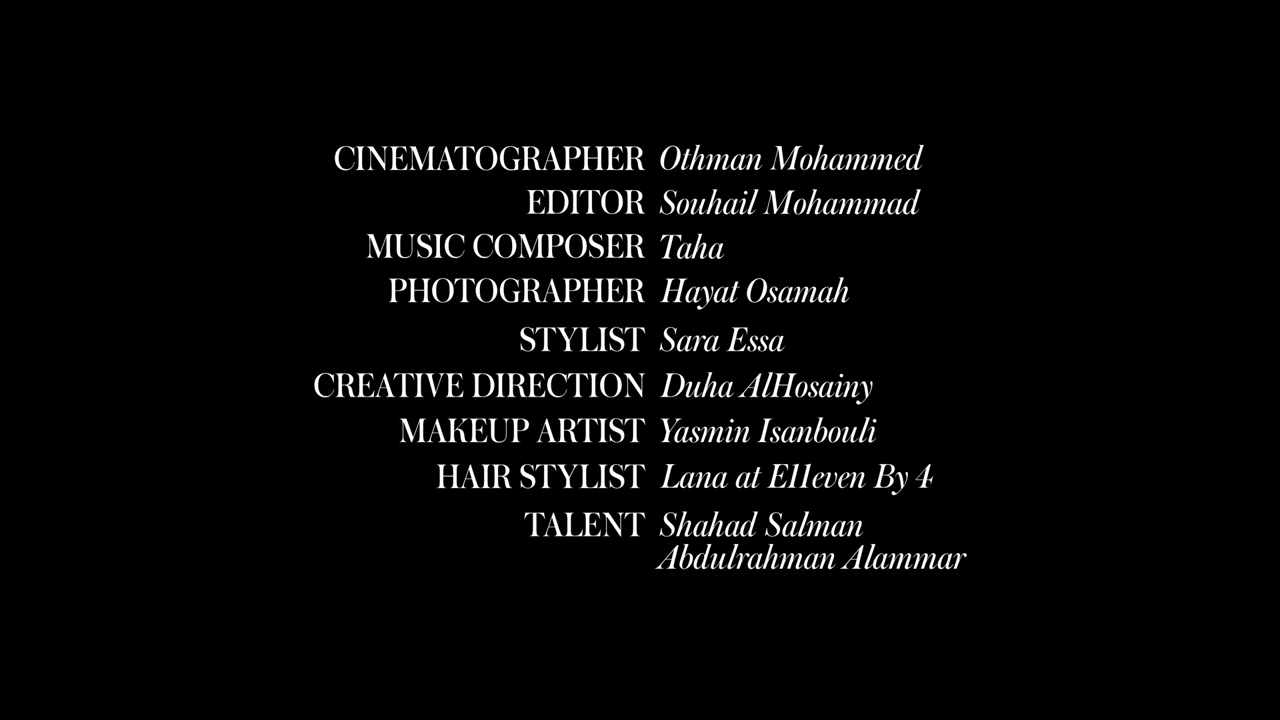 CINEMATOGRAPHER Othman Mohammed
EDITOR Souhail Mohammad
MUSIC COMPOSER Taha
PHOTOGRAPHER Hayat Osamah
STYLIST Sara Essa
CREATIVE DIRECTION Duha AlHosainy
MAKEUP ARTIST Yasmin Isanbouli
HAIR STYLIST Lana at E11even By 4
TALENT Shahad Salman
Abdulrahman Alammar